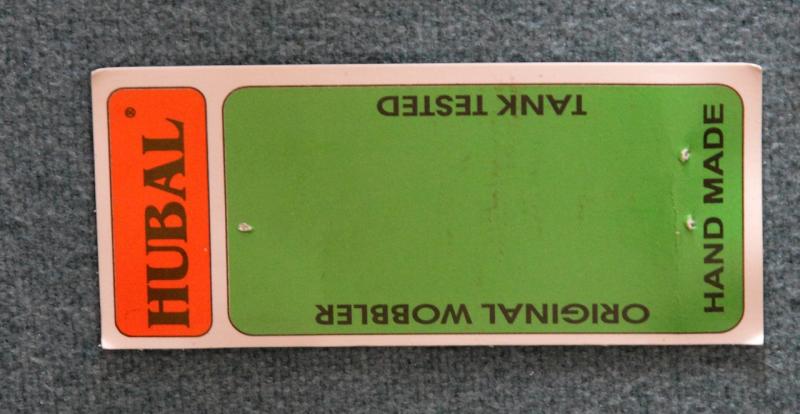 HUBAL®
ORIGINAL WOBBLER
TANK TESTED
HAND MADE